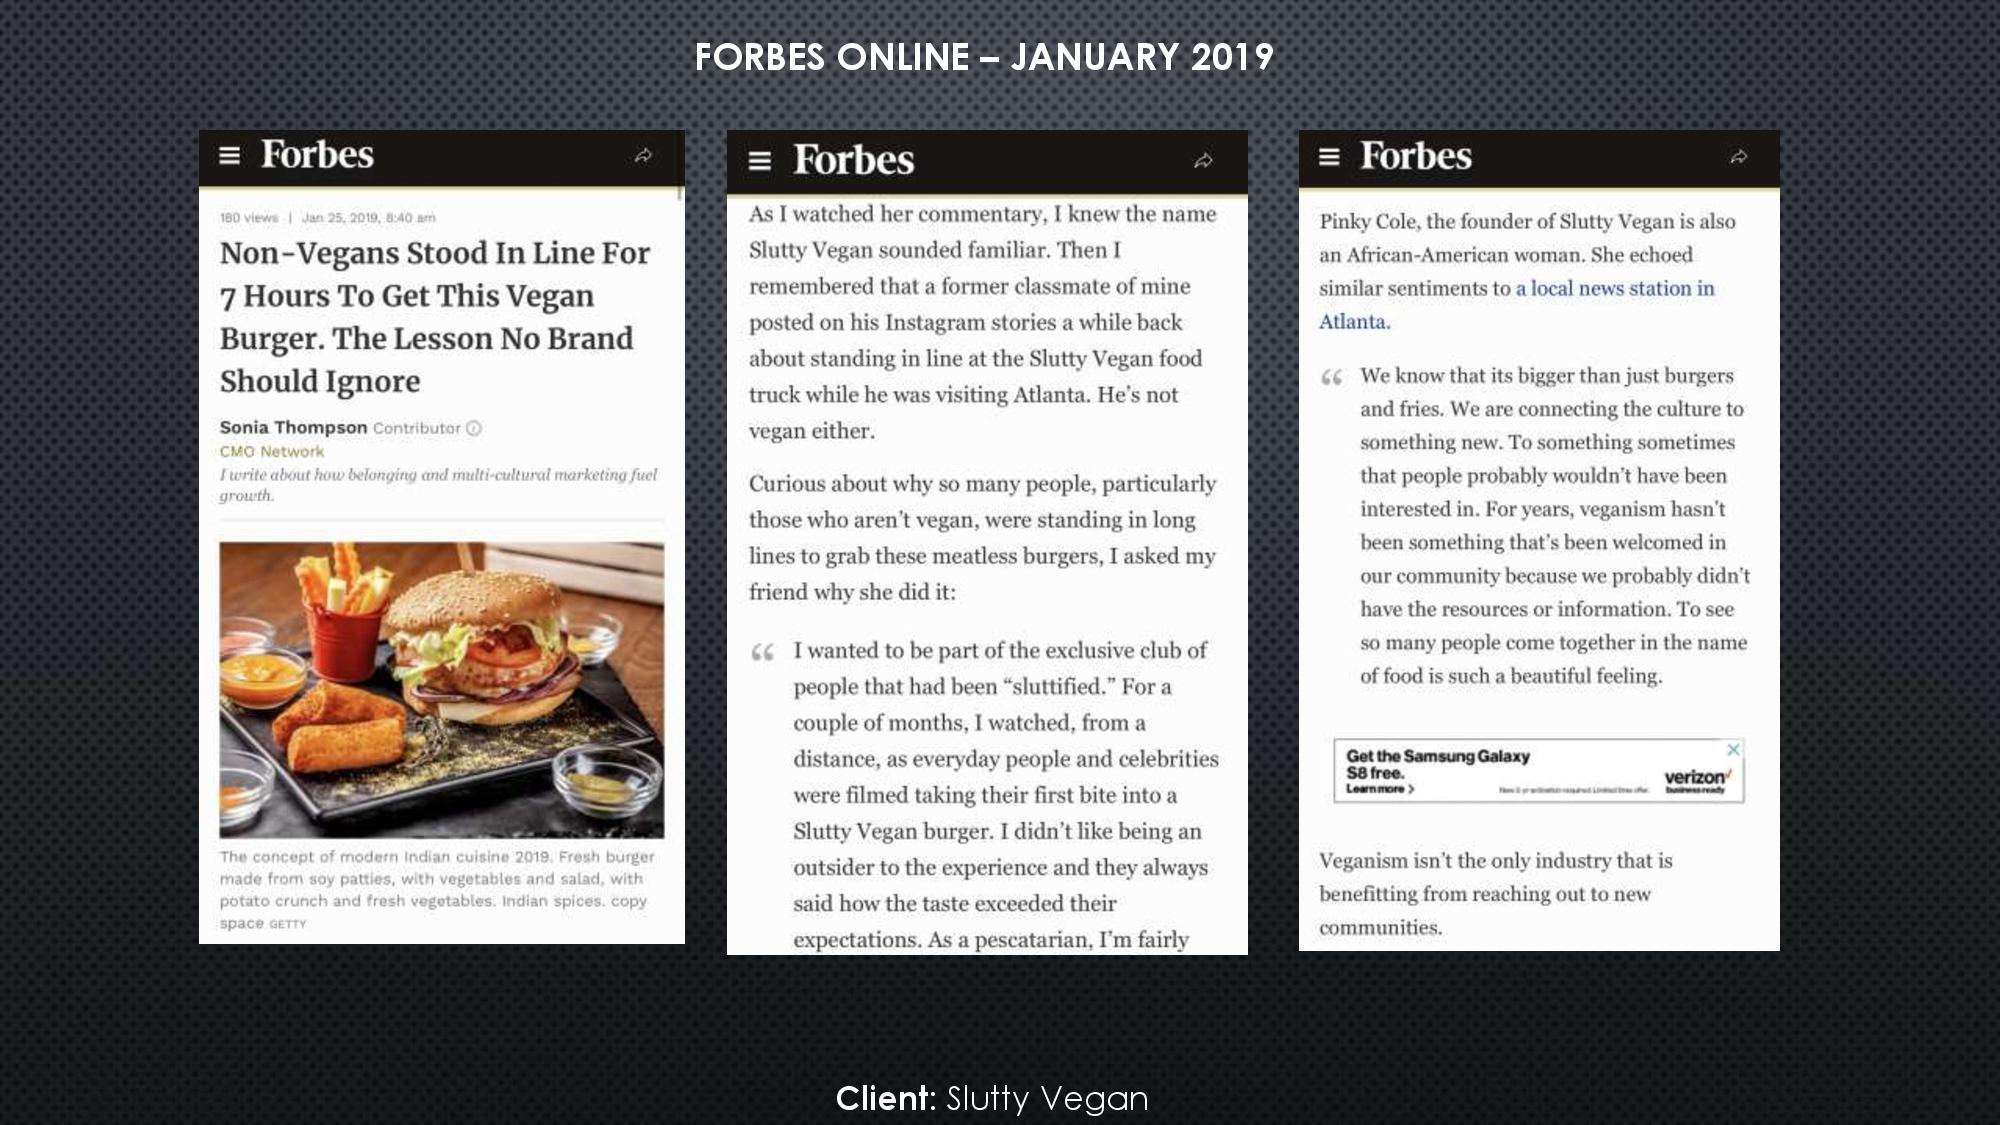 FORBES ONLINE – JANUARY 2019
Forbes
180 views | Jan 25, 2019, 8:40 am
Non-Vegans Stood In Line For
7 Hours To Get This Vegan
Burger. The Lesson No Brand
Should Ignore
Sonia Thompson Contributor
CMO Network
I write about how belonging and multi-cultural marketing fuel
growth.
The concept of modern Indian cuisine 2019. Fresh burger
made from soy patties, with vegetables and salad, with
potato crunch and fresh vegetables. Indian spices. copy
space GETTY
Forbes
As I watched her commentary, I knew the name
Slutty Vegan sounded familiar. Then I
remembered that a former classmate of mine
posted on his Instagram stories a while back
about standing in line at the Slutty Vegan food
truck while he was visiting Atlanta. He's not
vegan either.
Curious about why so many people, particularly
those who aren't vegan, were standing in long
lines to grab these meatless burgers, I asked my
friend why she did it:
“ I wanted to be part of the exclusive club of
people that had been “sluttified.” For a
couple of months, I watched, from a
distance, as everyday people and celebrities
were filmed taking their first bite into a
Slutty Vegan burger. I didn't like being an
outsider to the experience and they always
said how the taste exceeded their
expectations. As a pescatarian, I'm fairly
Forbes
Pinky Cole, the founder of Slutty Vegan is also
an African-American woman. She echoed
similar sentiments to a local news station in
Atlanta.
“ We know that its bigger than just burgers
and fries. We are connecting the culture to
something new. To something sometimes
that people probably wouldn't have been
interested in. For years, veganism hasn't
been something that's been welcomed in
our community because we probably didn't
have the resources or information. To see
so many people come together in the name
of food is such a beautiful feeling.
Get the Samsung Galaxy
S8 free.
Learn more >
verizon✓
business ready
Veganism isn't the only industry that is
benefitting from reaching out to new
communities.
Client: Slutty Vegan